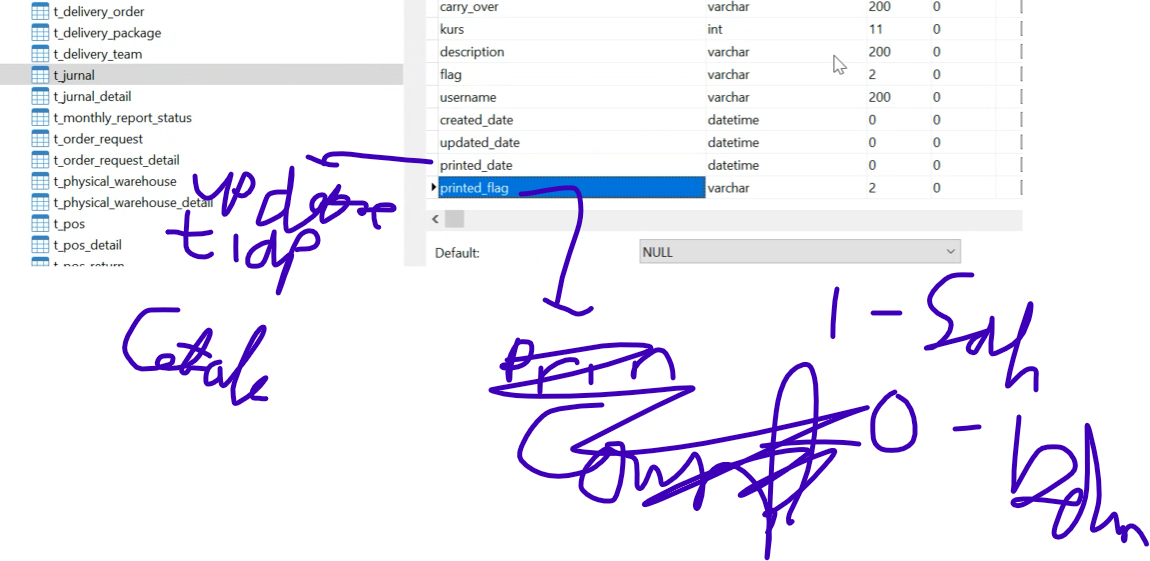 t_delivery_order
t_delivery_package
t_delivery_team
t_jurnal
t_jurnal_detail
t_monthly_report_status
t_order_request
t_order_request_detail
t_physical_warehouse
t_physical_warehouse_detail
t_pos
t_pos_detail
t_pos_return
carry_over varchar 200 0
kurs int 11 0
description varchar 200 0
flag varchar 2 0
username varchar 200 0
created_date datetime 0 0
updated_date datetime 0 0
printed_date datetime 0 0
printed_flag varchar 2 0
Default: NULL
update
tiap
Cetak
Print
Count
1 - Sdh
0 - blm